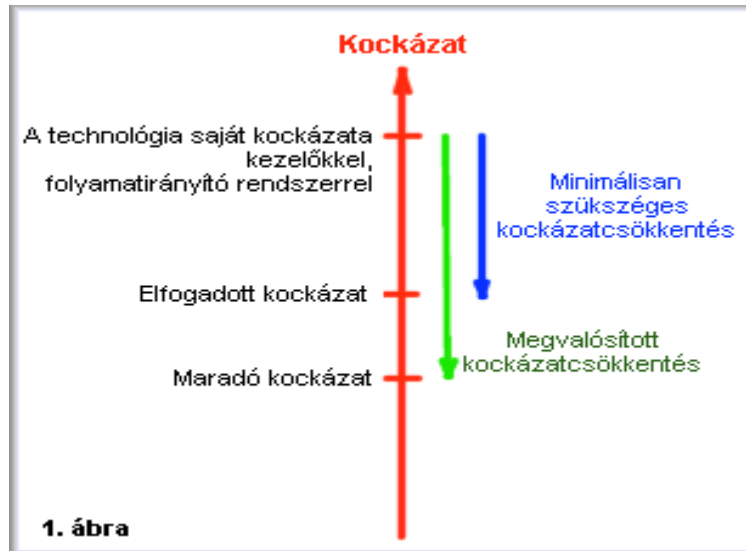 Kockázat
A technológia saját kockázata
kezelőkkel,
folyamatirányító rendszerrel
Minimálisan
szükszéges
kockázatcsökkentés
Elfogadott kockázat
Megvalósított
kockázatcsökkentés
Maradó kockázat
1. ábra